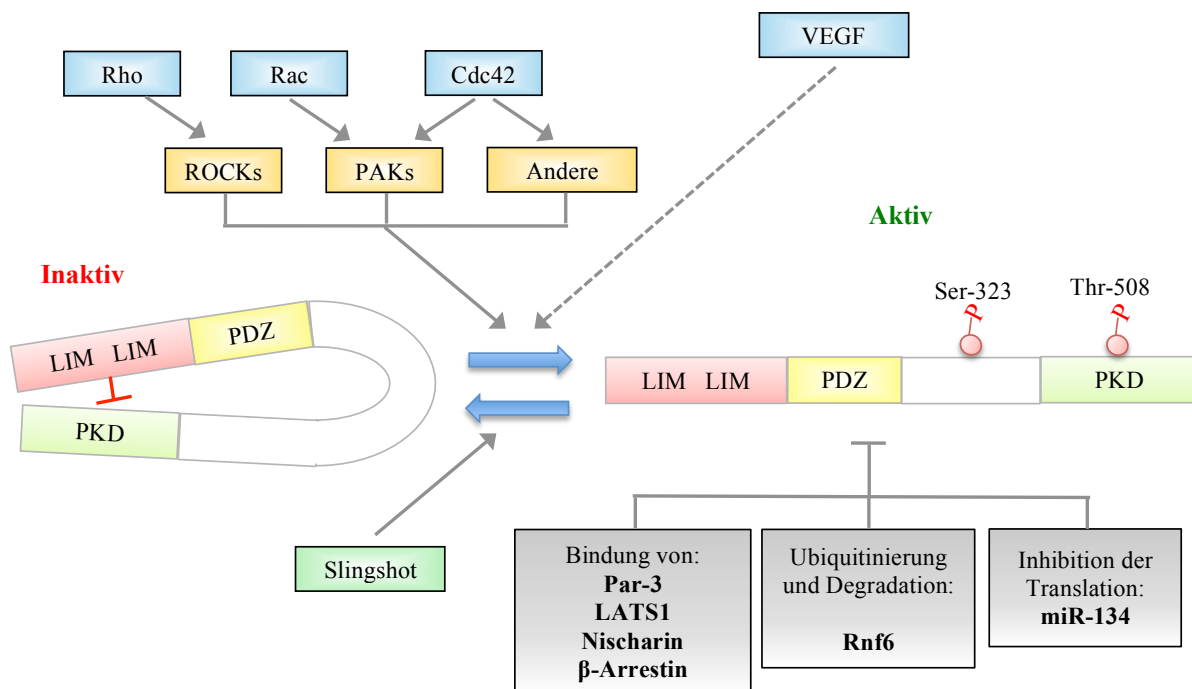 VEGF
Rho
Rac
Cdc42
ROCKs
PAKs
Andere
Aktiv
Inaktiv
Ser-323
Thr-508
P
P
LIM LIM
PDZ
PKD
LIM LIM
PDZ
PKD
Slingshot
Bindung von:
Par-3
LATS1
Nischarin
β-Arrestin
Ubiquitinierung
und Degradation:
Rnf6
Inhibition der
Translation:
miR-134